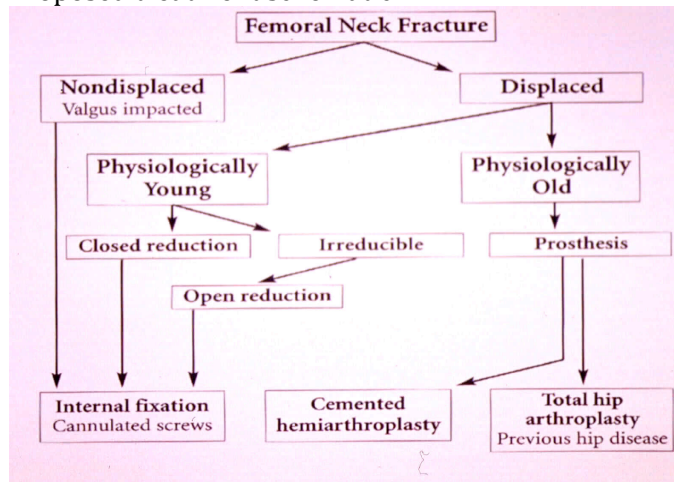 Femoral Neck Fracture
Nondisplaced
Valgus impacted
Displaced
Physiologically
Young
Physiologically
Old
Closed reduction
Irreducible
Prosthesis
Open reduction
Internal fixation
Cannulated screws
Cemented
hemiarthroplasty
Total hip
arthroplasty
Previous hip disease